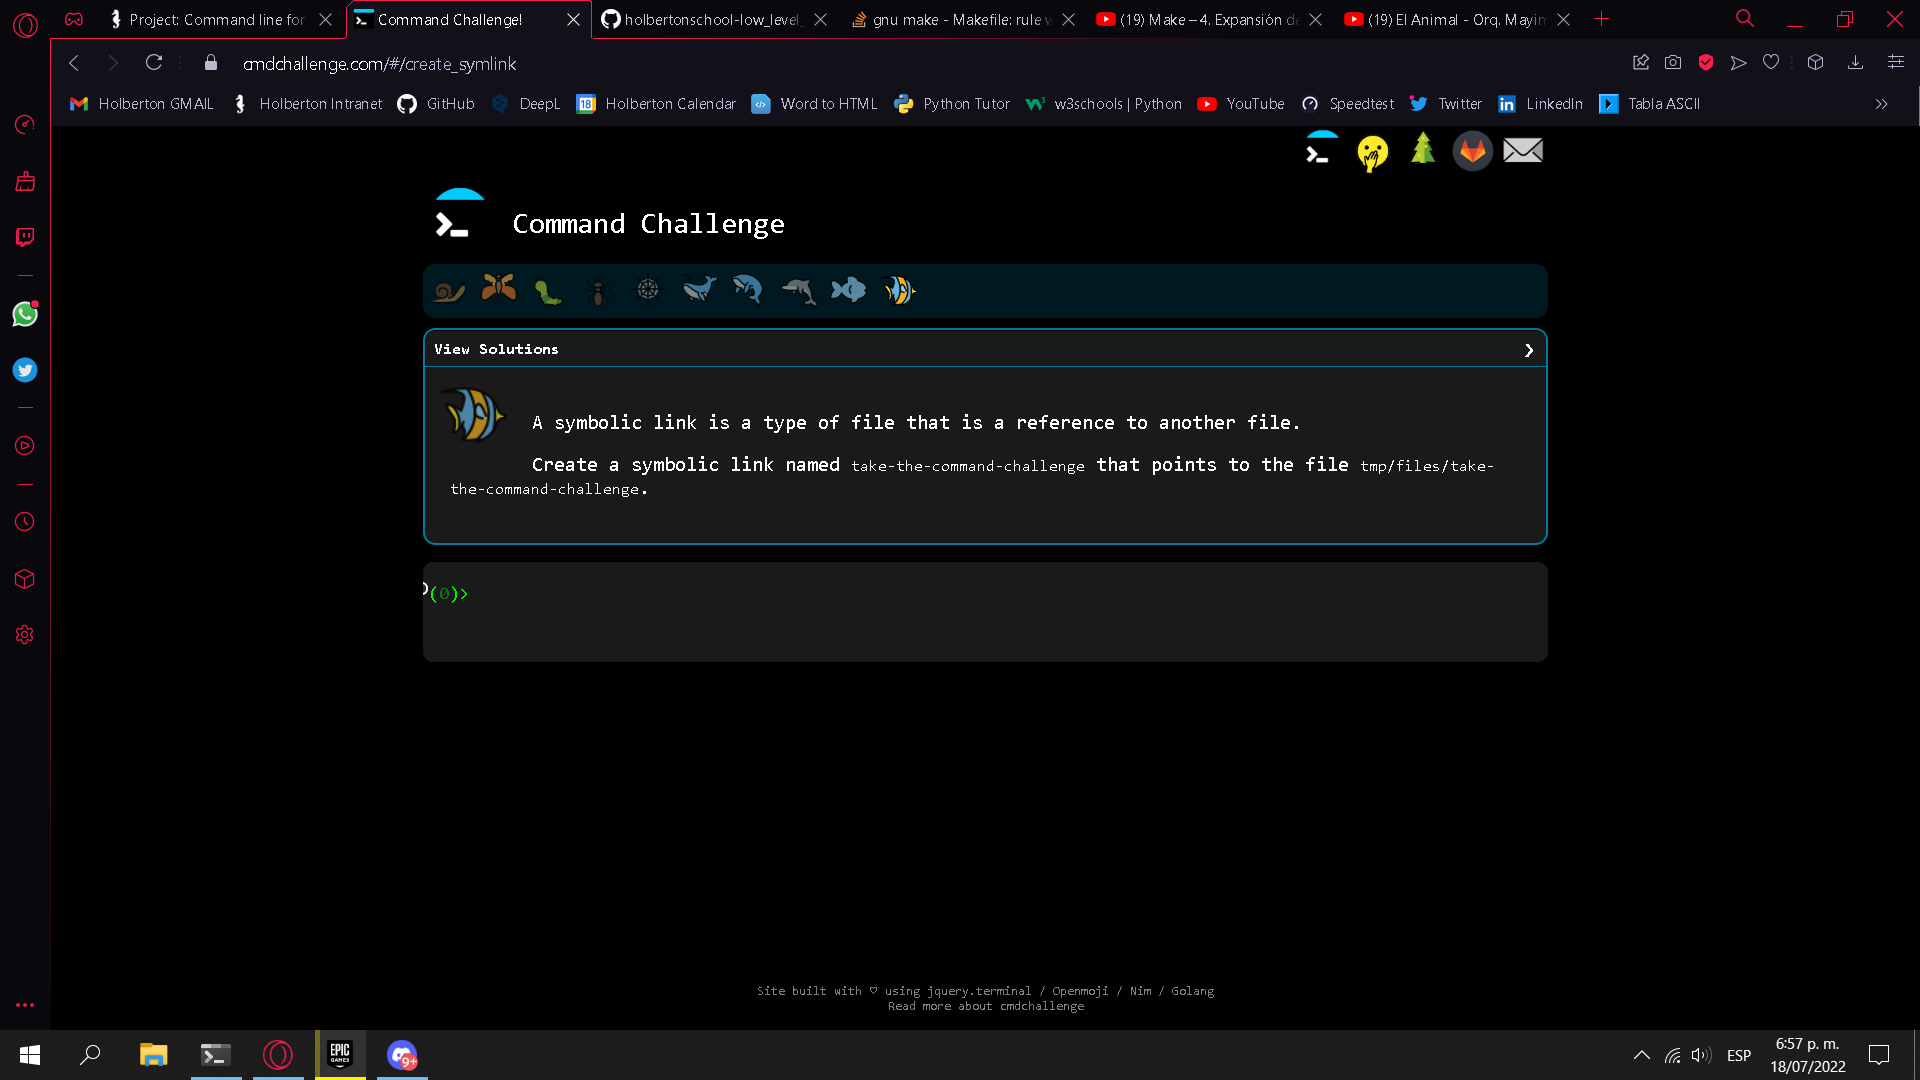 Project: Command line for
Command Challenge!
holbertonschool-low_level_
gnu make - Makefile: rule w
(19) Make – 4. Expansión de
(19) El Animal - Orq. Mayim
cmdchallenge.com/#/create_symlink
Holberton GMAIL
Holberton Intranet
GitHub
DeepL
18
Holberton Calendar
Word to HTML
Python Tutor
w3schools | Python
YouTube
Speedtest
Twitter
LinkedIn
Tabla ASCII
Command Challenge
View Solutions
A symbolic link is a type of file that is a reference to another file.
Create a symbolic link named take-the-command-challenge that points to the file tmp/files/take-
the-command-challenge.
(0)>
Site built with ♡ using jquery.terminal / Openmoji / Nim / Golang
Read more about cmdchallenge
EPIC
GAMES
9+
ESP
6:57 p. m.
18/07/2022